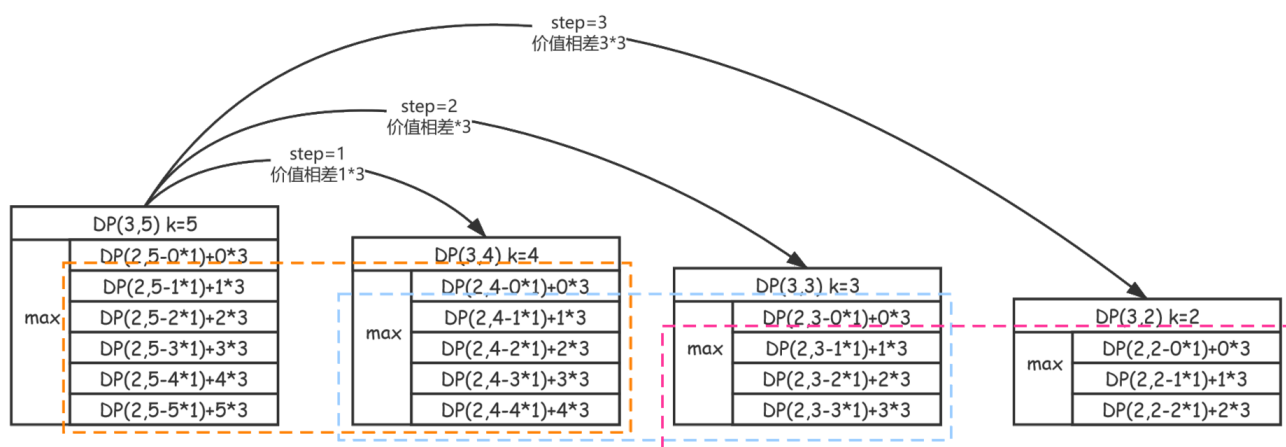 step=3
价值相差3*3
step=2
价值相差*3
step=1
价值相差1*3
DP(3,5) k=5
max
DP(2,5-0*1)+0*3
DP(2,5-1*1)+1*3
DP(2,5-2*1)+2*3
DP(2,5-3*1)+3*3
DP(2,5-4*1)+4*3
DP(2,5-5*1)+5*3
DP(3,4) k=4
max
DP(2,4-0*1)+0*3
DP(2,4-1*1)+1*3
DP(2,4-2*1)+2*3
DP(2,4-3*1)+3*3
DP(2,4-4*1)+4*3
DP(3,3) k=3
max
DP(2,3-0*1)+0*3
DP(2,3-1*1)+1*3
DP(2,3-2*1)+2*3
DP(2,3-3*1)+3*3
DP(3,2) k=2
max
DP(2,2-0*1)+0*3
DP(2,2-1*1)+1*3
DP(2,2-2*1)+2*3